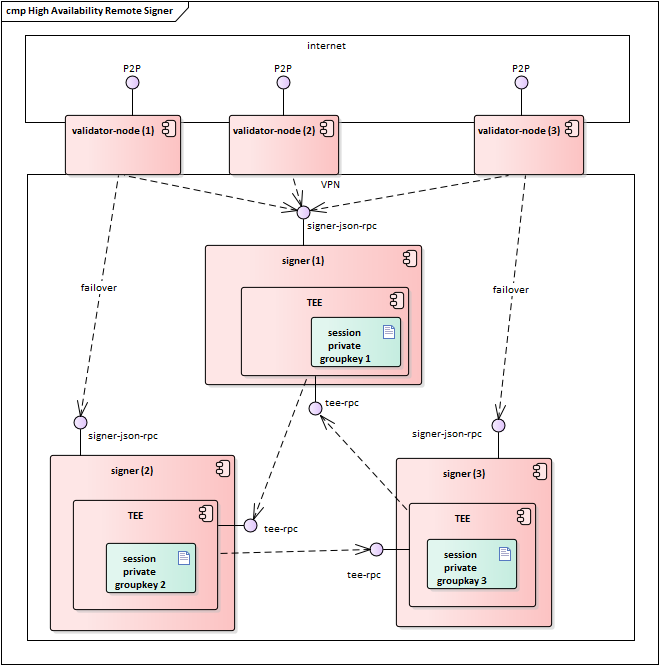 cmp High Availability Remote Signer
internet
P2P
P2P
P2P
validator-node (1)
validator-node (2)
validator-node (3)
VPN
signer-json-rpc
signer (1)
TEE
session
private
groupkey 1
failover
failover
tee-rpc
signer-json-rpc
signer-json-rpc
signer (2)
TEE
session
private
groupkey 2
tee-rpc
signer (3)
TEE
session
private
groupkay 3
tee-rpc